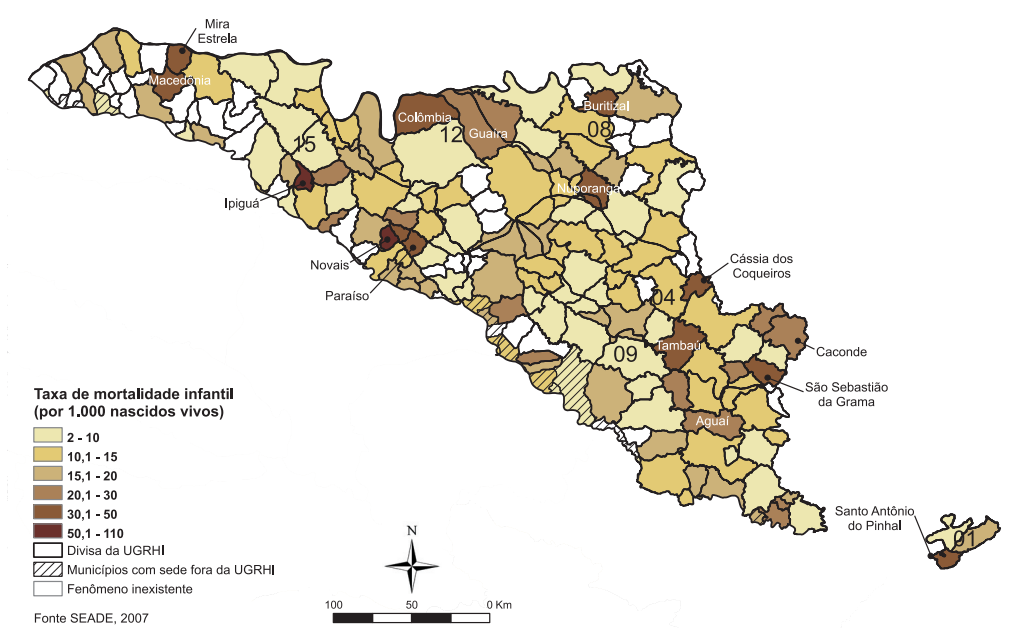 Mira
Estrela
Macedônia
Colômbia
12
Guaíra
Buritizal
08
15
Ipiguá
Nuporanga
Novais
Paraíso
Cássia dos
Coqueiros
04
Tambaú
09
Caconde
São Sebastião
da Grama
Aguaí
Santo Antônio
do Pinhal
01
Taxa de mortalidade infantil
(por 1.000 nascidos vivos)
2 - 10
10,1 - 15
15,1 - 20
20,1 - 30
30,1 - 50
50,1 - 110
Divisa da UGRHI
Municípios com sede fora da UGRHI
Fenômeno inexistente
Fonte SEADE, 2007
N
100 50 0 Km